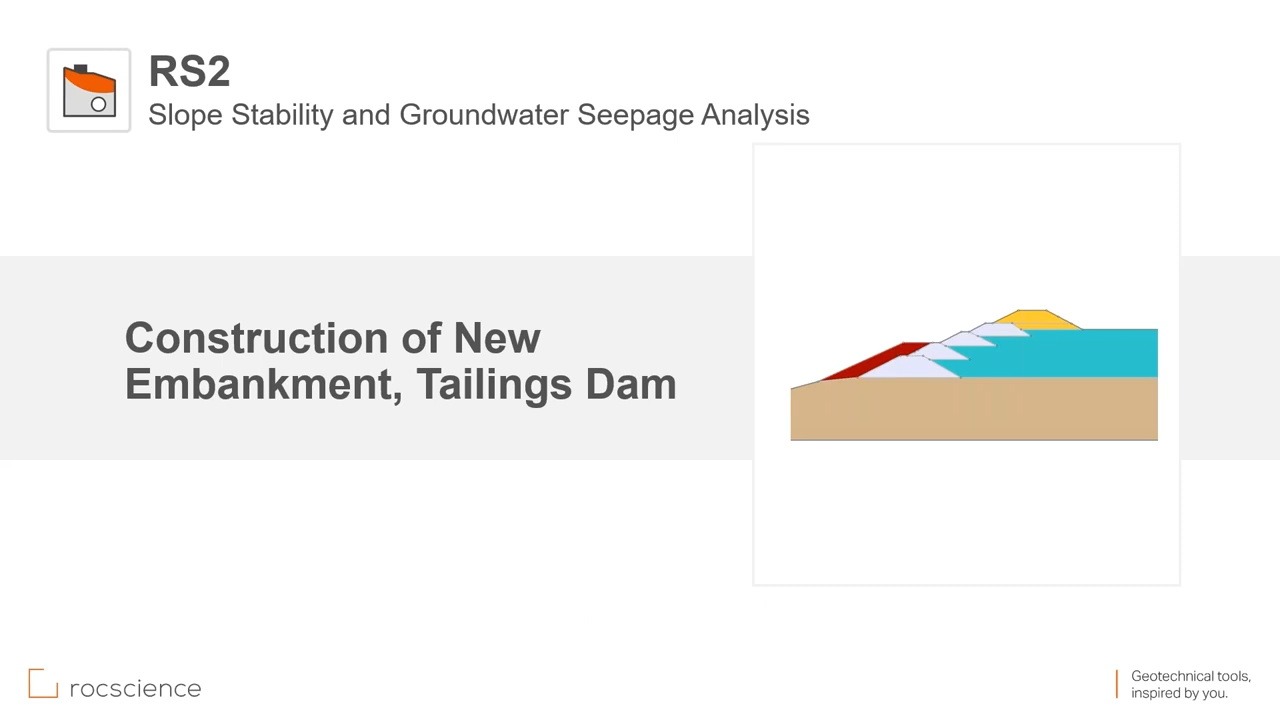 RS2
Slope Stability and Groundwater Seepage Analysis
Construction of New
Embankment, Tailings Dam
rocscience
Geotechnical tools,
inspired by you.